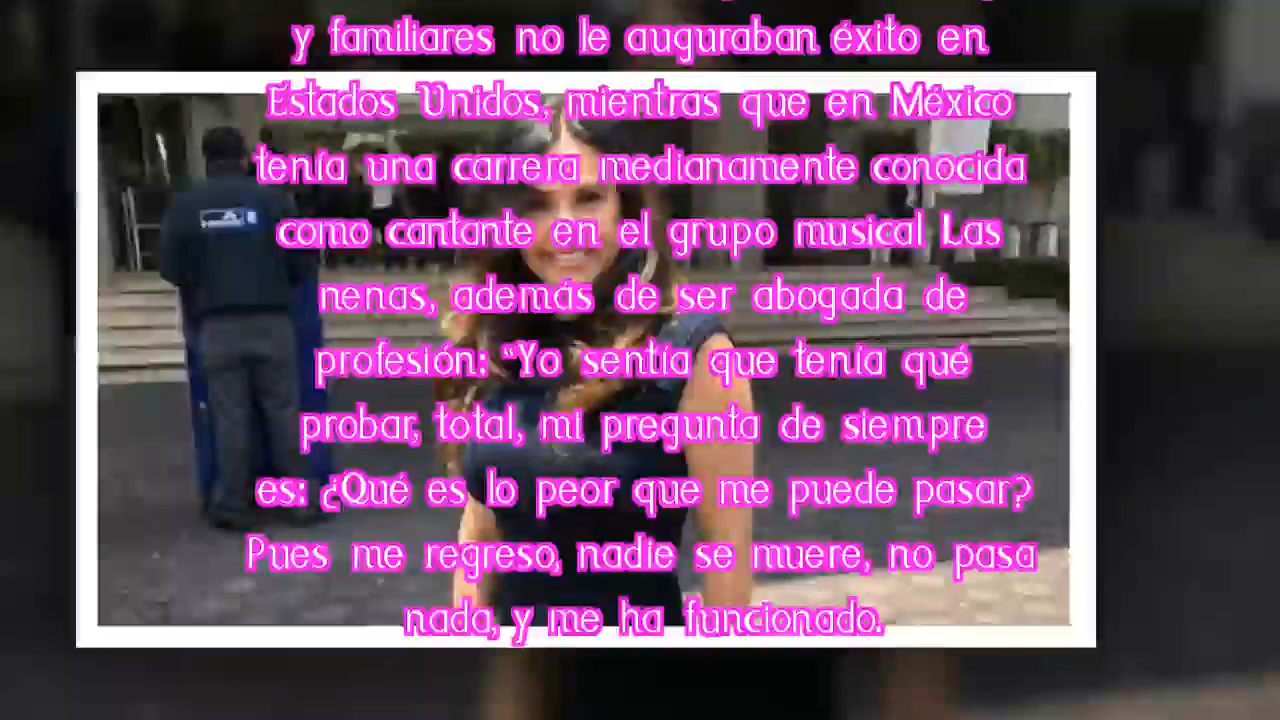 y familiares no le auguraban éxito en
Estados Unidos, mientras que en México
tenía una carrera medianamente conocida
como cantante en el grupo musical Las
nenas, además de ser abogada de
profesión: "Yo sentía que tenía qué
probar, total, mi pregunta de siempre
es: ¿Qué es lo peor que me puede pasar?
Pues me regreso, nadie se muere, no pasa
nada, y me ha funcionado.